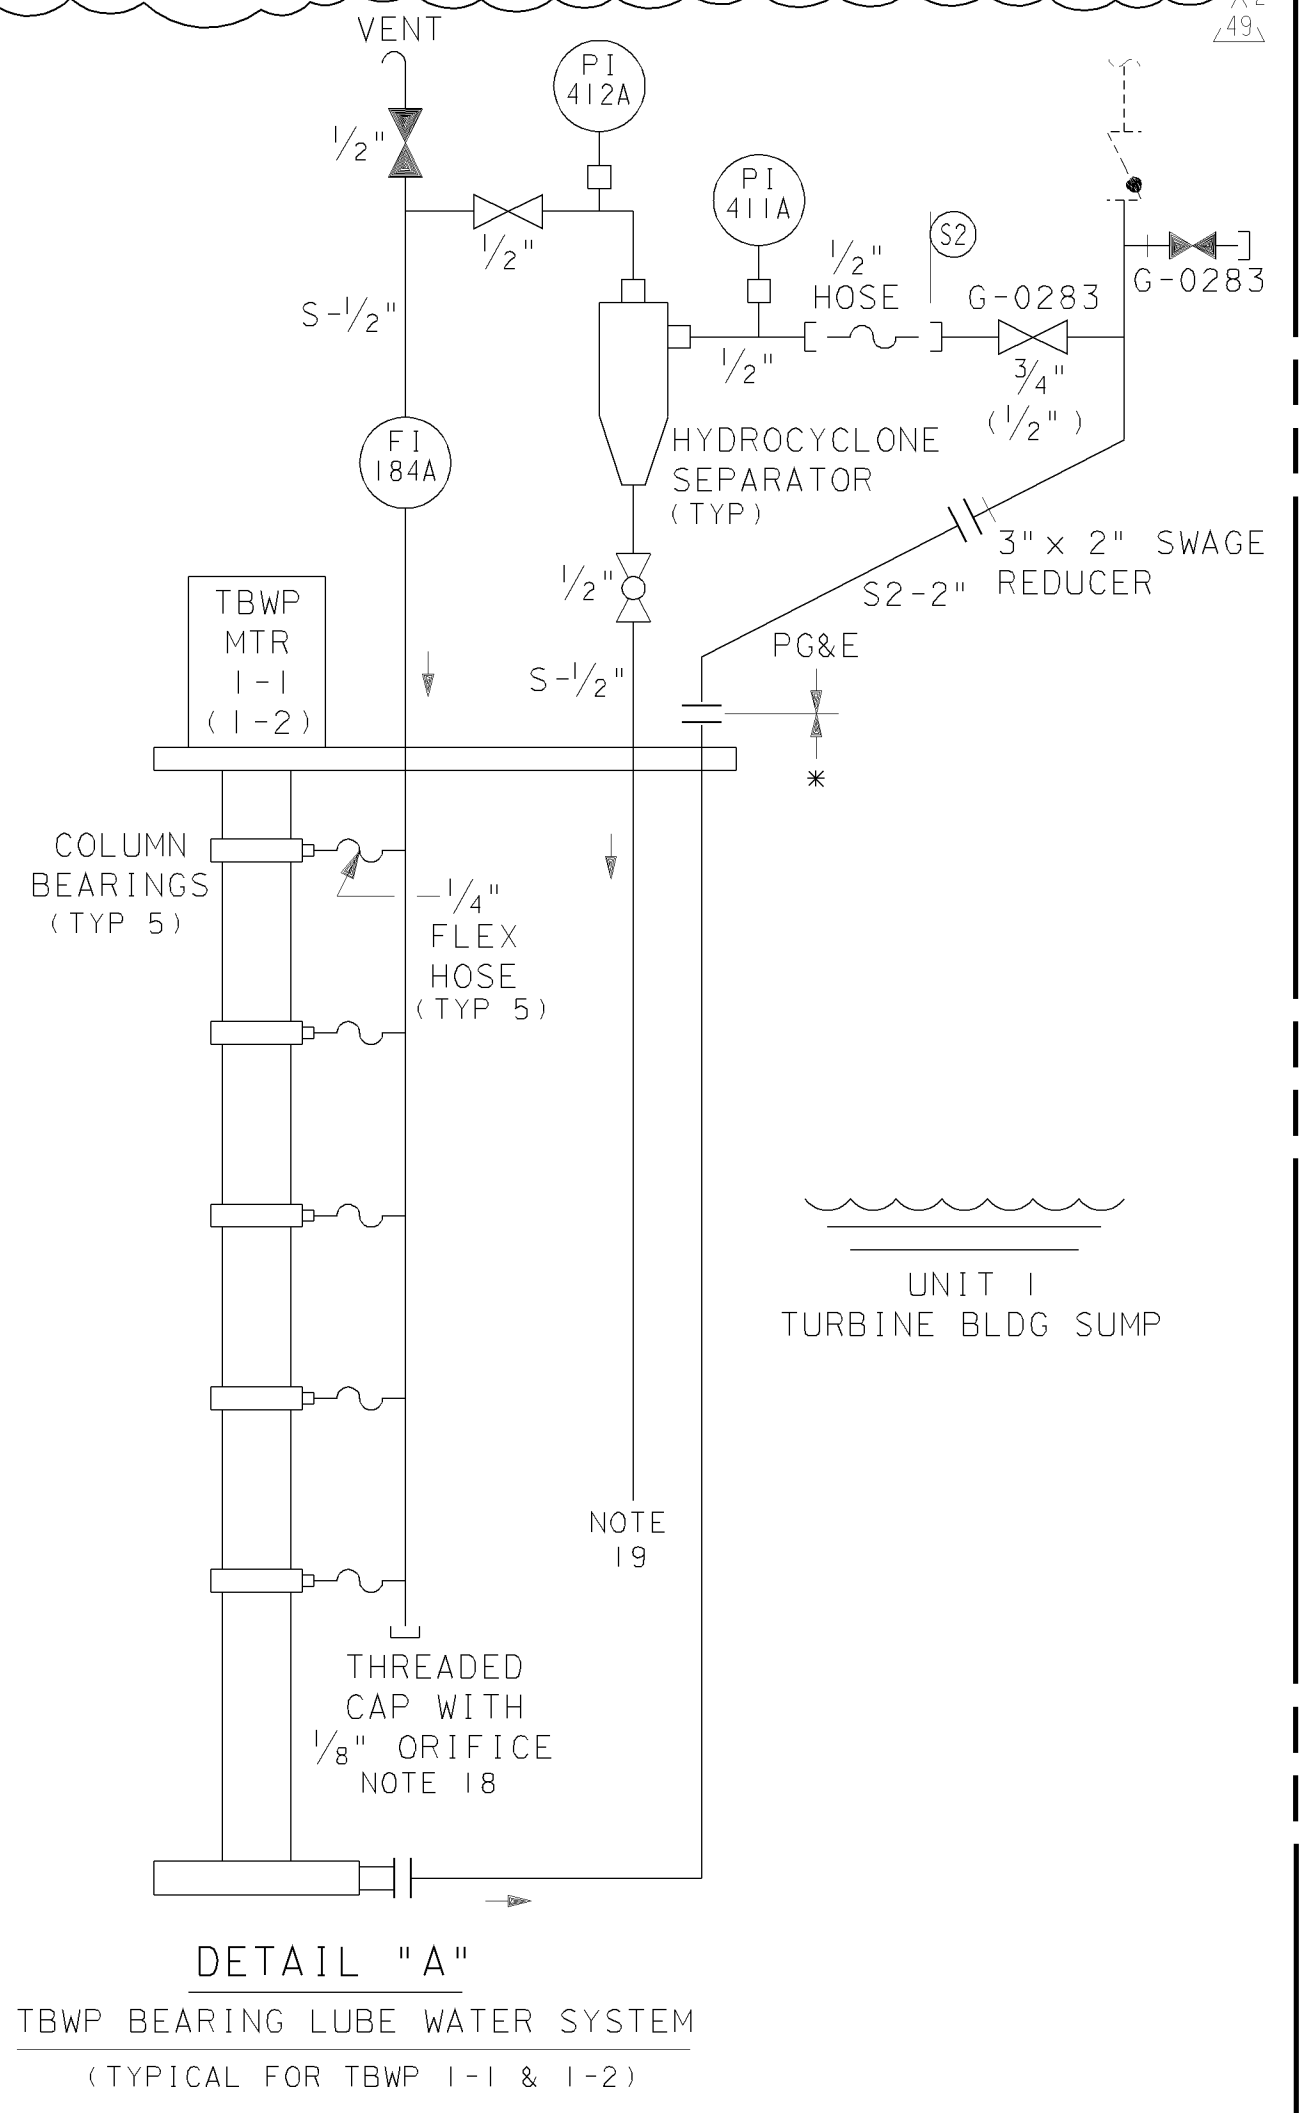 49
VENT
PI
412A
1/2"
PI
411A
S2
1/2"
1/2"
HOSE
G-0283
G-0283
S-1/2"
1/2"
3/4"
(1/2")
FI
184A
HYDROCYCLONE
SEPARATOR
(TYP)
3" x 2" SWAGE
REDUCER
1/2"
S2-2"
TBWP
MTR
1-1
(1-2)
PG&E
S-1/2"
*
COLUMN
BEARINGS
(TYP 5)
1/4"
FLEX
HOSE
(TYP 5)
UNIT 1
TURBINE BLDG SUMP
NOTE
19
THREADED
CAP WITH
1/8" ORIFICE
NOTE 18
DETAIL "A"
TBWP BEARING LUBE WATER SYSTEM
(TYPICAL FOR TBWP 1-1 & 1-2)